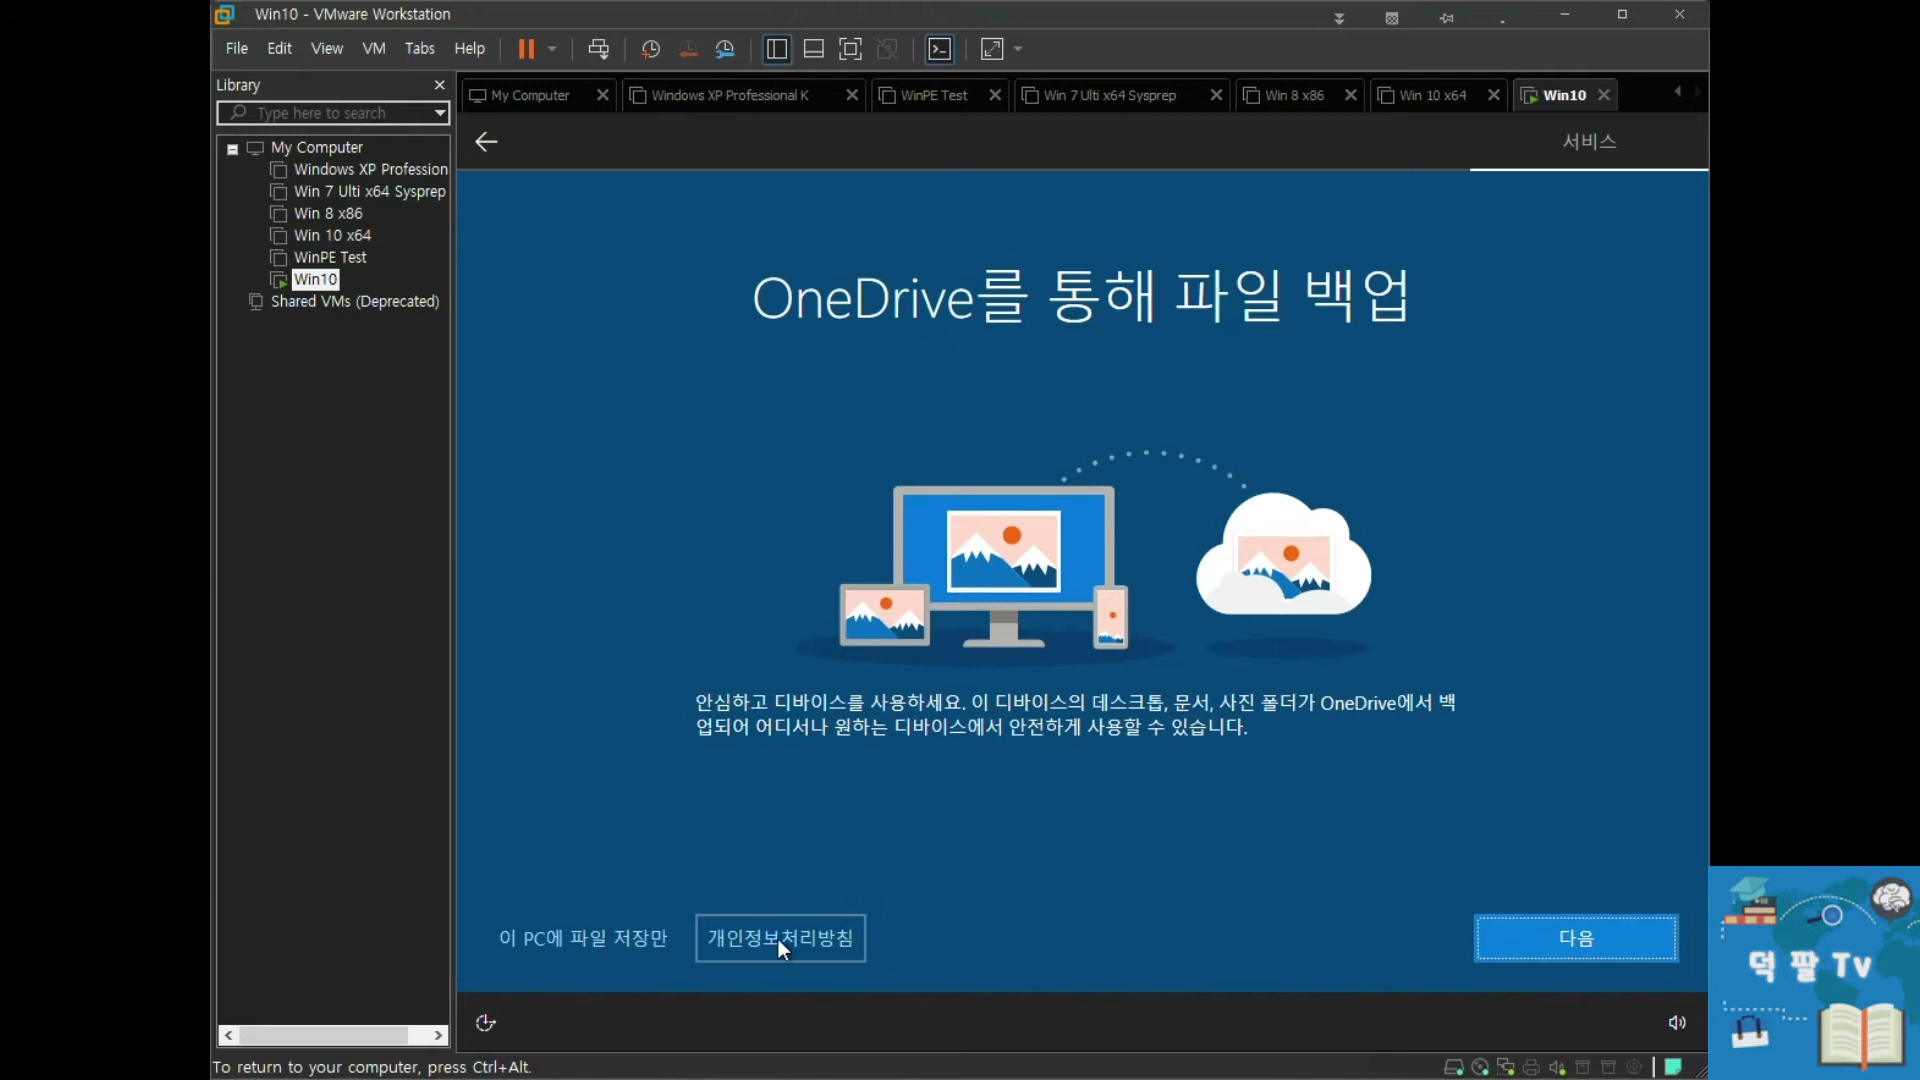 Win10 - VMware Workstation
File Edit View VM Tabs Help
Library
Type here to search
My Computer
Windows XP Profession
Win 7 Ulti x64 Sysprep
Win 8 x86
Win 10 x64
WinPE Test
Win10
Shared VMs (Deprecated)
My Computer Windows XP Professional K WinPE Test Win 7 Ulti x64 Sysprep Win 8 x86 Win 10 x64 Win10
서비스
OneDrive를 통해 파일 백업
안심하고 디바이스를 사용하세요. 이 디바이스의 데스크톱, 문서, 사진 폴더가 OneDrive에서 백
업되어 어디서나 원하는 디바이스에서 안전하게 사용할 수 있습니다.
이 PC에 파일 저장만 개인정보처리방침 다음
덕 팔 Tv
To return to your computer, press Ctrl+Alt.